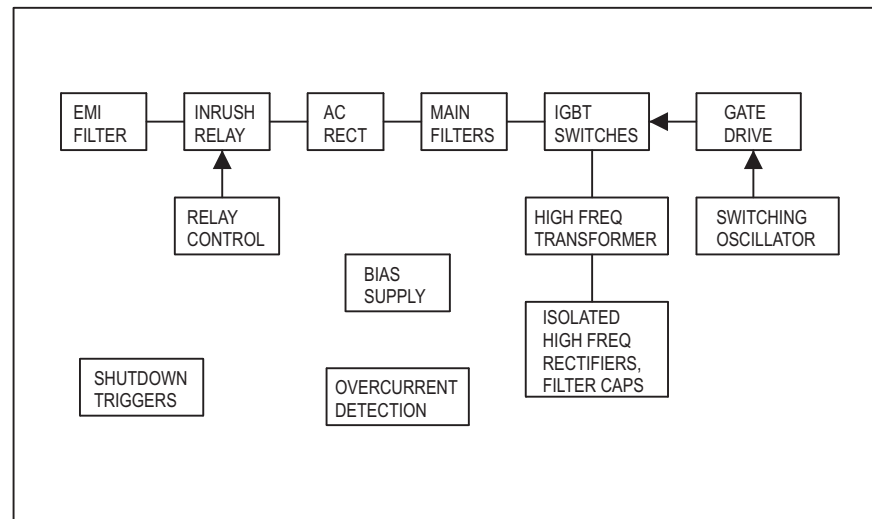 EMI
FILTER
INRUSH
RELAY
AC
RECT
MAIN
FILTERS
IGBT
SWITCHES
GATE
DRIVE
RELAY
CONTROL
HIGH FREQ
TRANSFORMER
SWITCHING
OSCILLATOR
BIAS
SUPPLY
ISOLATED
HIGH FREQ
RECTIFIERS,
FILTER CAPS
SHUTDOWN
TRIGGERS
OVERCURRENT
DETECTION